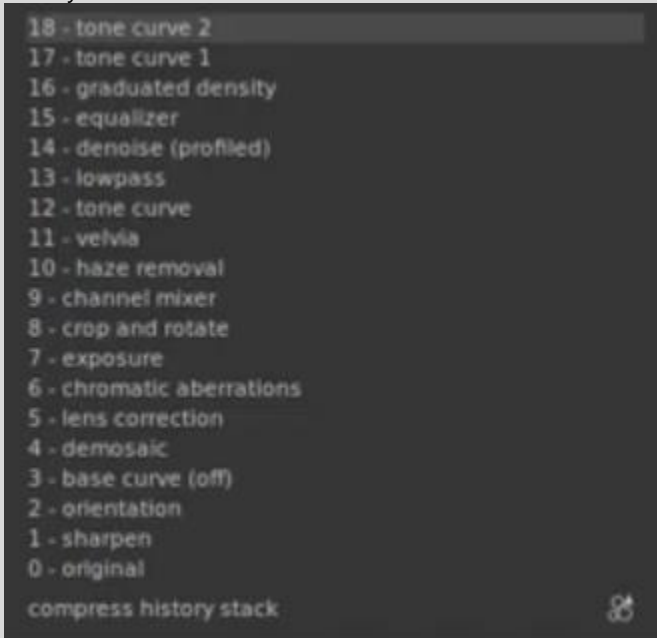 18 - tone curve 2
17 - tone curve 1
16 - graduated density
15 - equalizer
14 - denoise (profiled)
13 - lowpass
12 - tone curve
11 - velvia
10 - haze removal
9 - channel mixer
8 - crop and rotate
7 - exposure
6 - chromatic aberrations
5 - lens correction
4 - demosaic
3 - base curve (off)
2 - orientation
1 - sharpen
0 - original
compress history stack